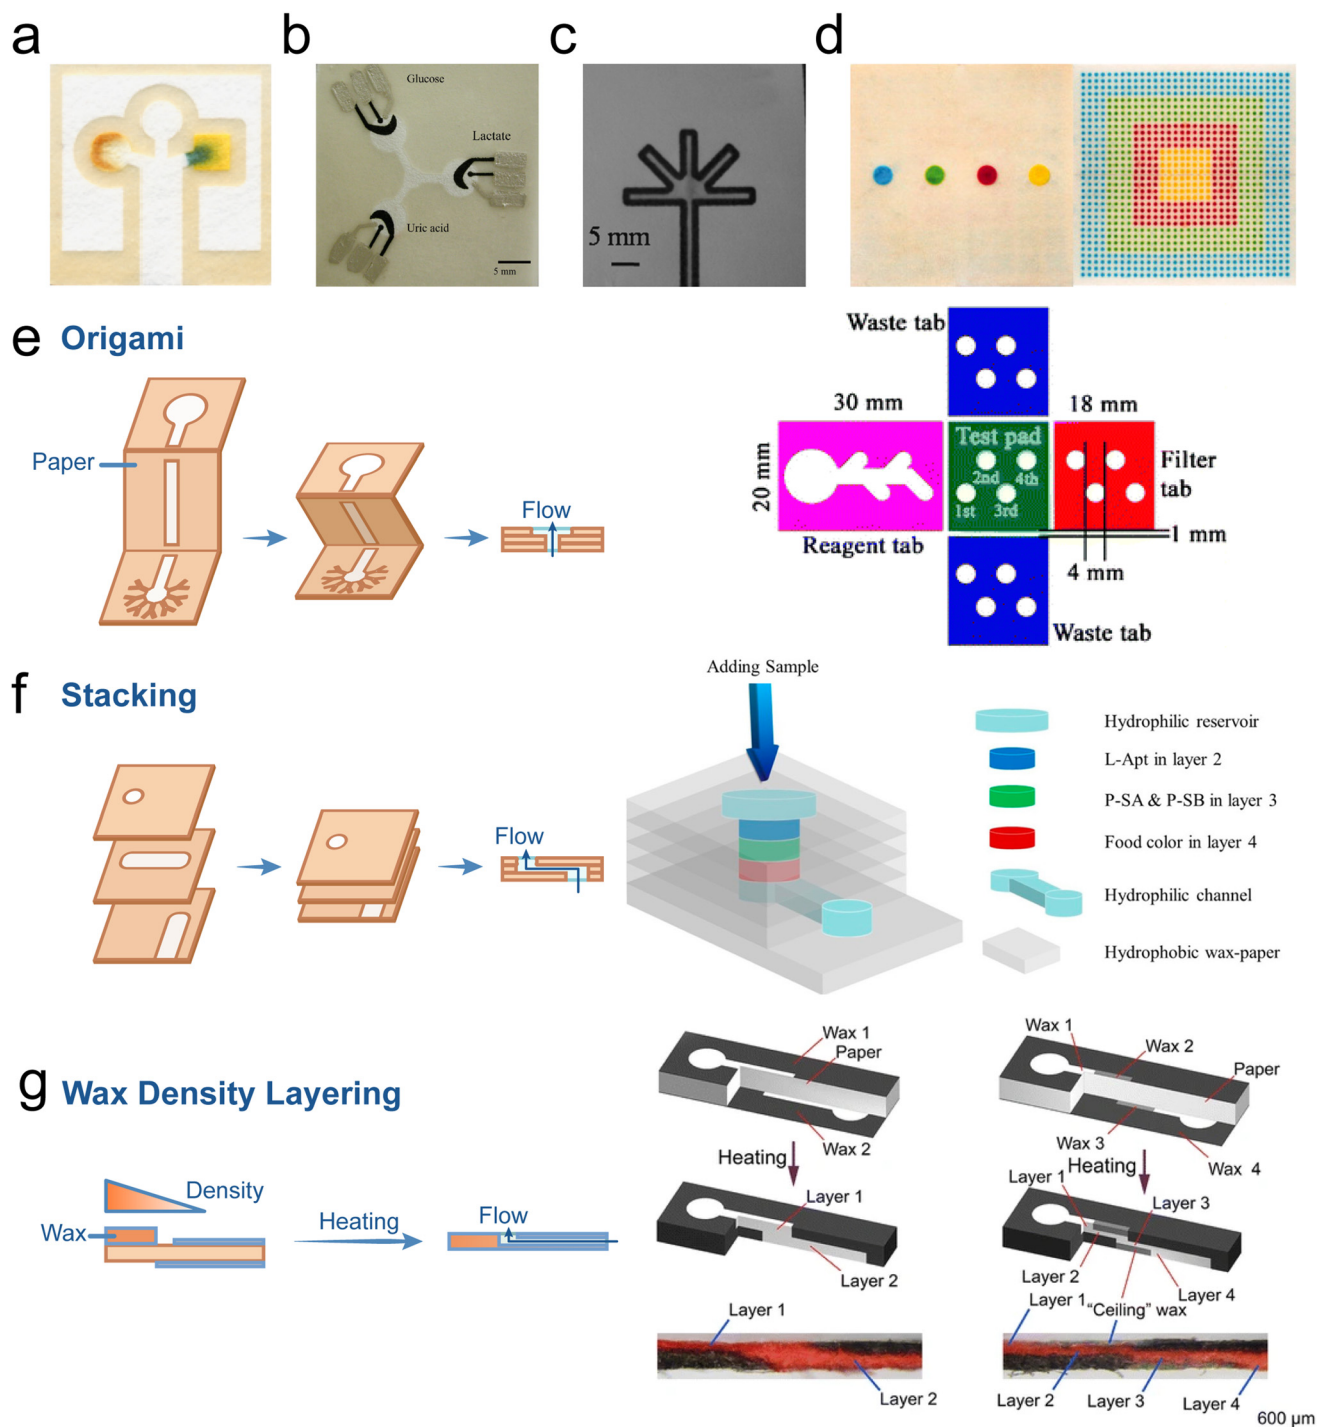 a
b
c
d
Glucose
Lactate
Uric acid
5 mm
5 mm
e Origami
Paper
Flow
Waste tab
30 mm
18 mm
20 mm
Test pad
2nd 4th
1st 3rd
Filter
tab
Reagent tab
1 mm
4 mm
Waste tab
f Stacking
Flow
Adding Sample
Hydrophilic reservoir
L-Apt in layer 2
P-SA & P-SB in layer 3
Food color in layer 4
Hydrophilic channel
Hydrophobic wax-paper
g Wax Density Layering
Density
Wax
Heating
Flow
Wax 1
Paper
Wax 2
Heating
Layer 1
Layer 2
Layer 1
Layer 2
Wax 1
Wax 2
Paper
Wax 3
Wax 4
Heating
Layer 1
Layer 3
Layer 2
Layer 4
Layer 1
"Ceiling" wax
Layer 2
Layer 3
Layer 4
600 µm